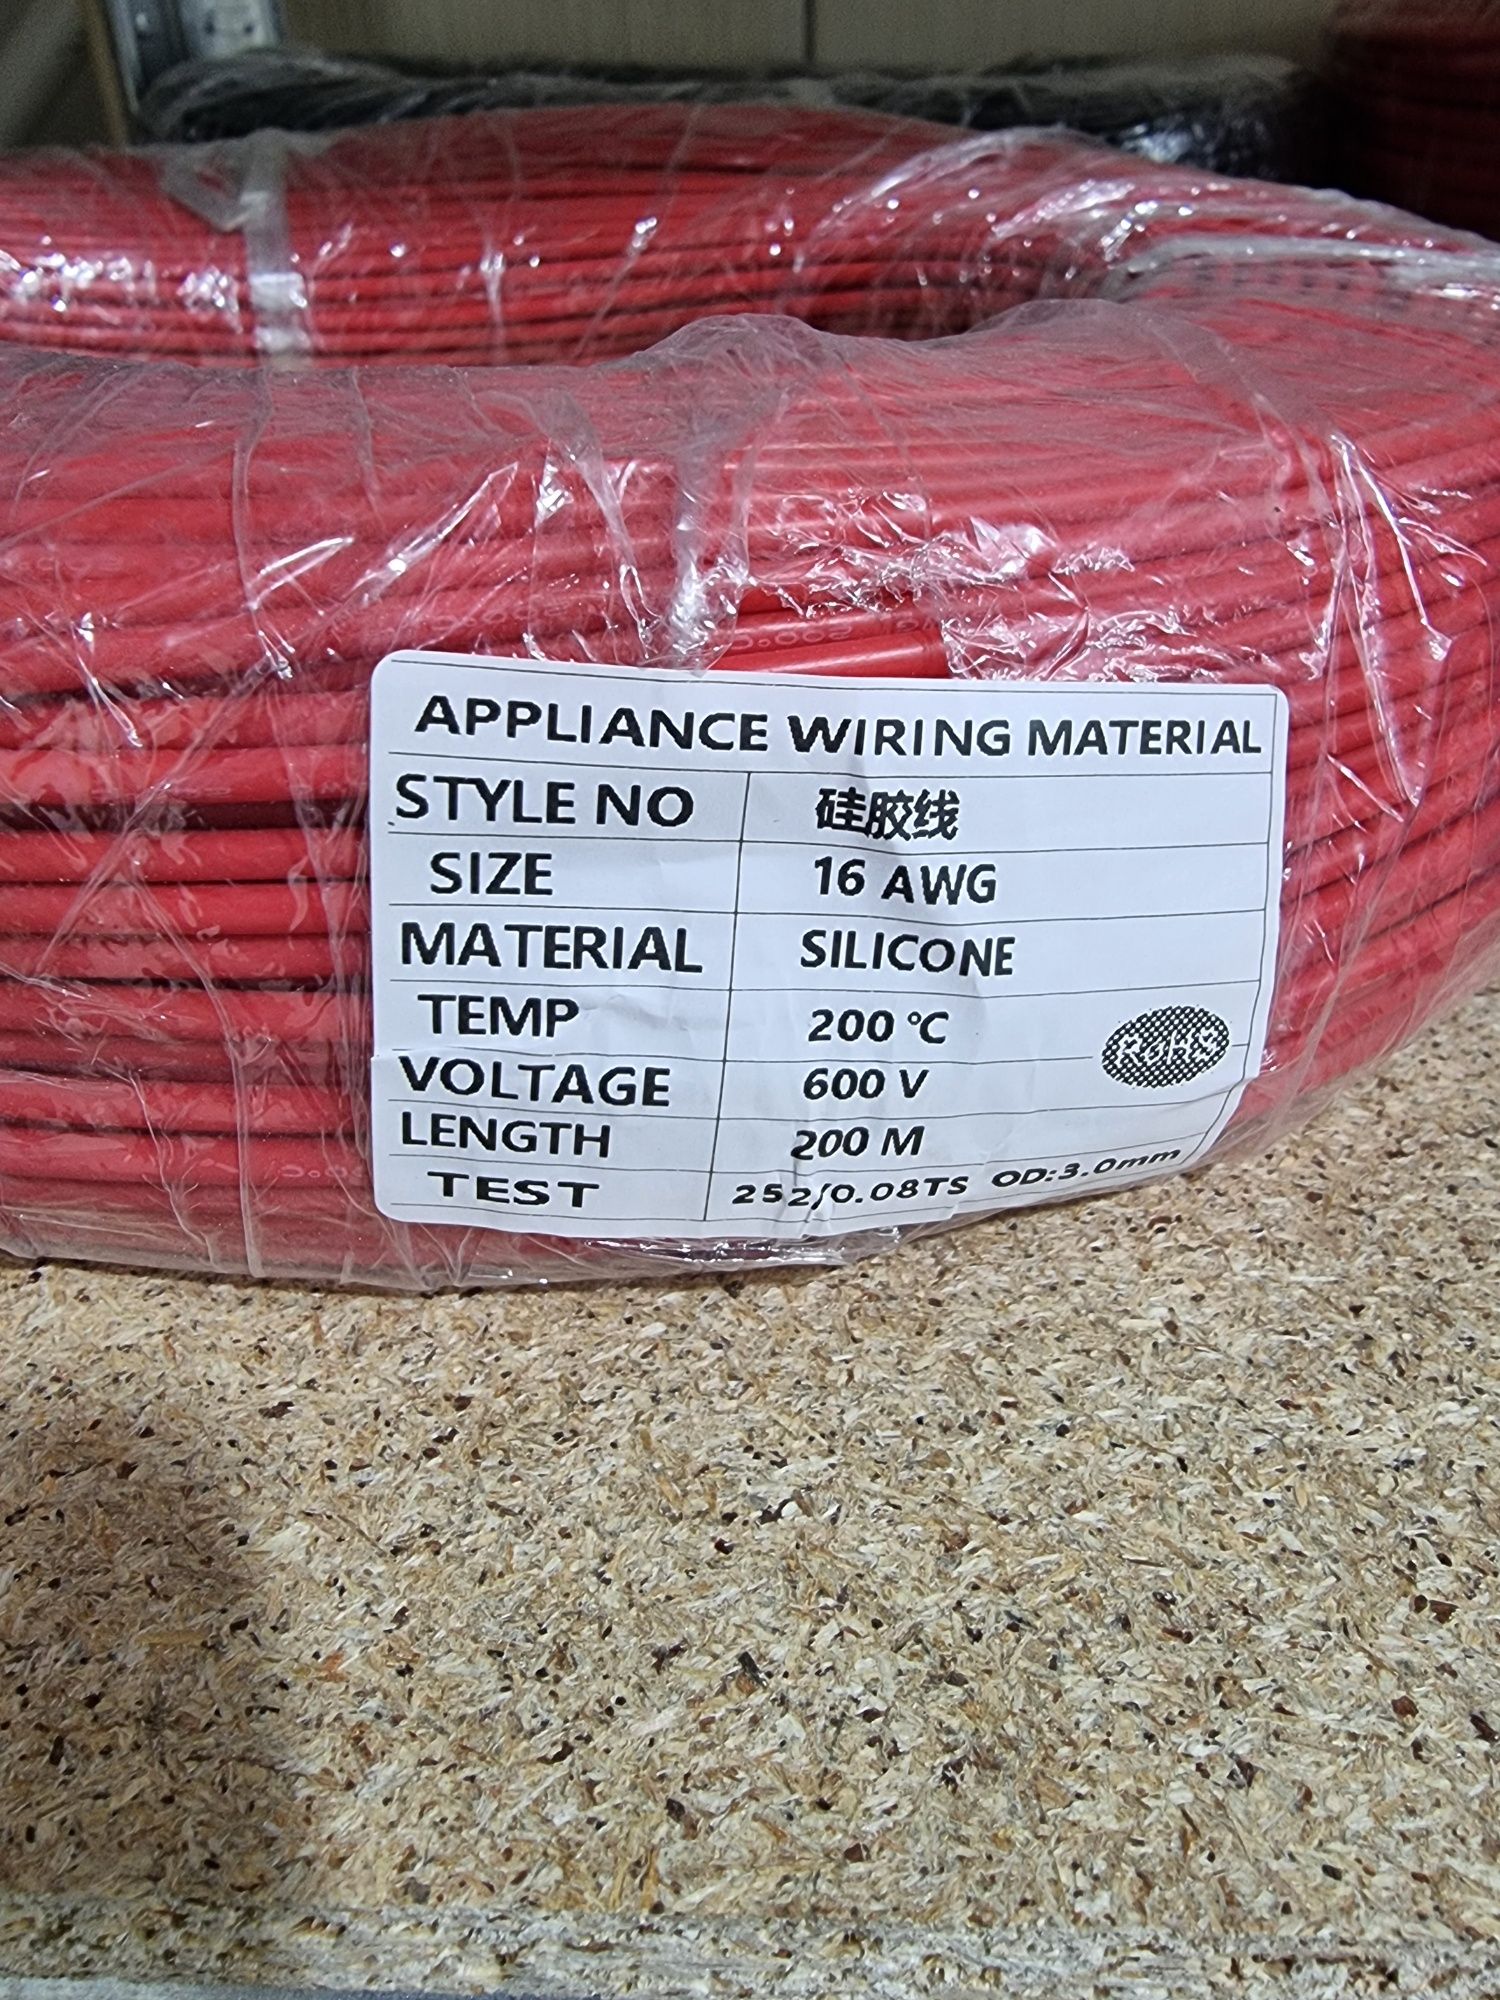 APPLIANCE WIRING MATERIAL
STYLE NO 硅胶线
SIZE 16 AWG
MATERIAL SILICONE
TEMP 200 ℃
VOLTAGE 600 V
RoHS
LENGTH 200 M
TEST 252/0.08TS OD:3.0mm